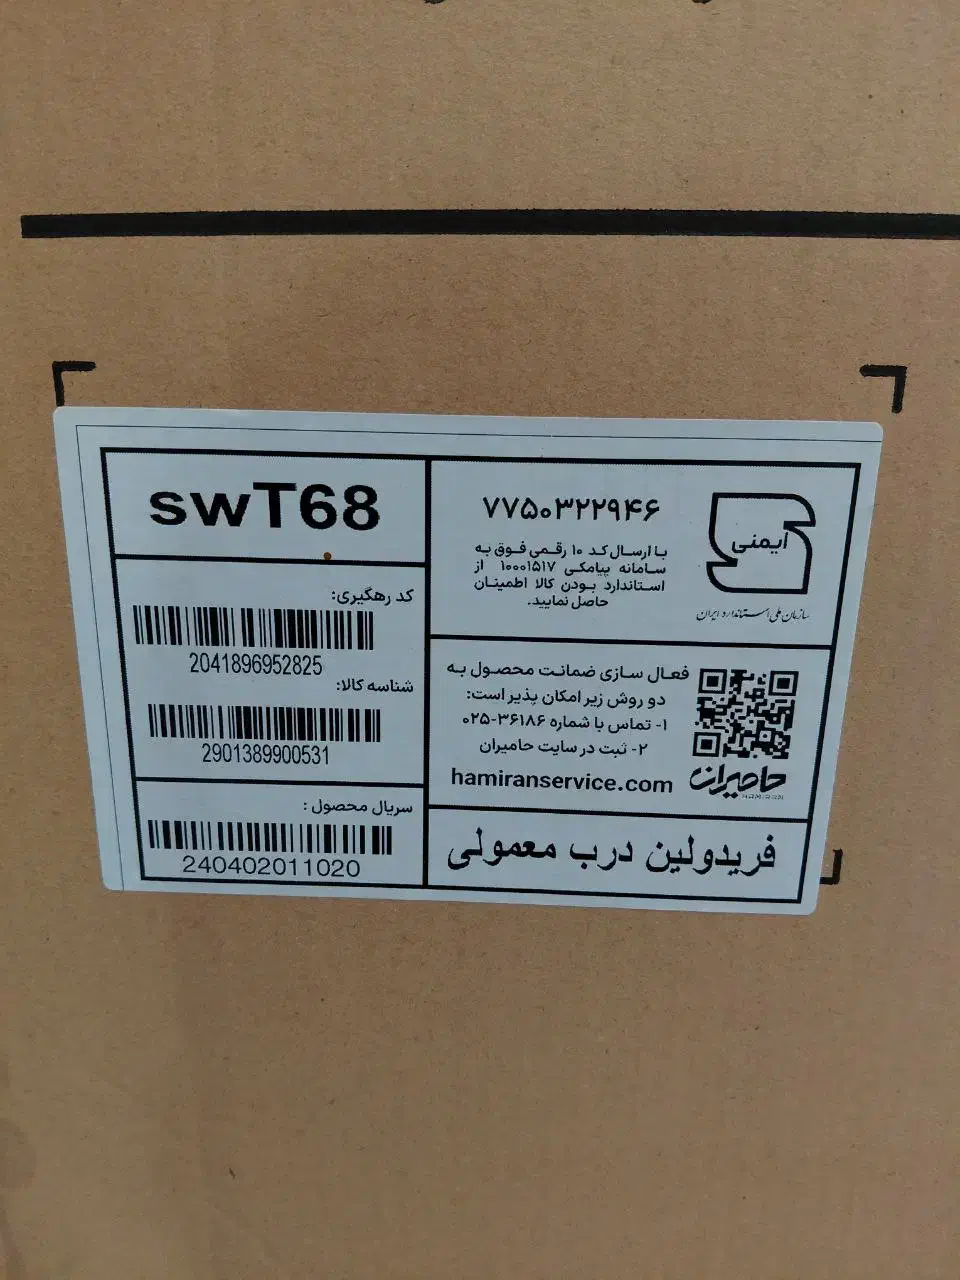 swT68
کد رهگیری:
2041896952825
شناسه کالا:
2901389900531
سریال محصول :
240402011020
۷۷۵۰۳۲۲۹۴۶
با ارسال کد ۱۰ رقمی فوق به
سامانه پیامکی ۱۰۰۰۱۵۱۷ از
استاندارد بودن کالا اطمینان
حاصل نمایید.
ایمنی
سازمان ملی استاندارد ایران
فعال سازی ضمانت محصول به
دو روش زیر امکان پذیر است:
۱- تماس با شماره ۳۶۱۸۶-۰۲۵
۲- ثبت در سایت حامیران
hamiranservice.com
حامیران
HAMIRAN
فریدولین درب معمولی